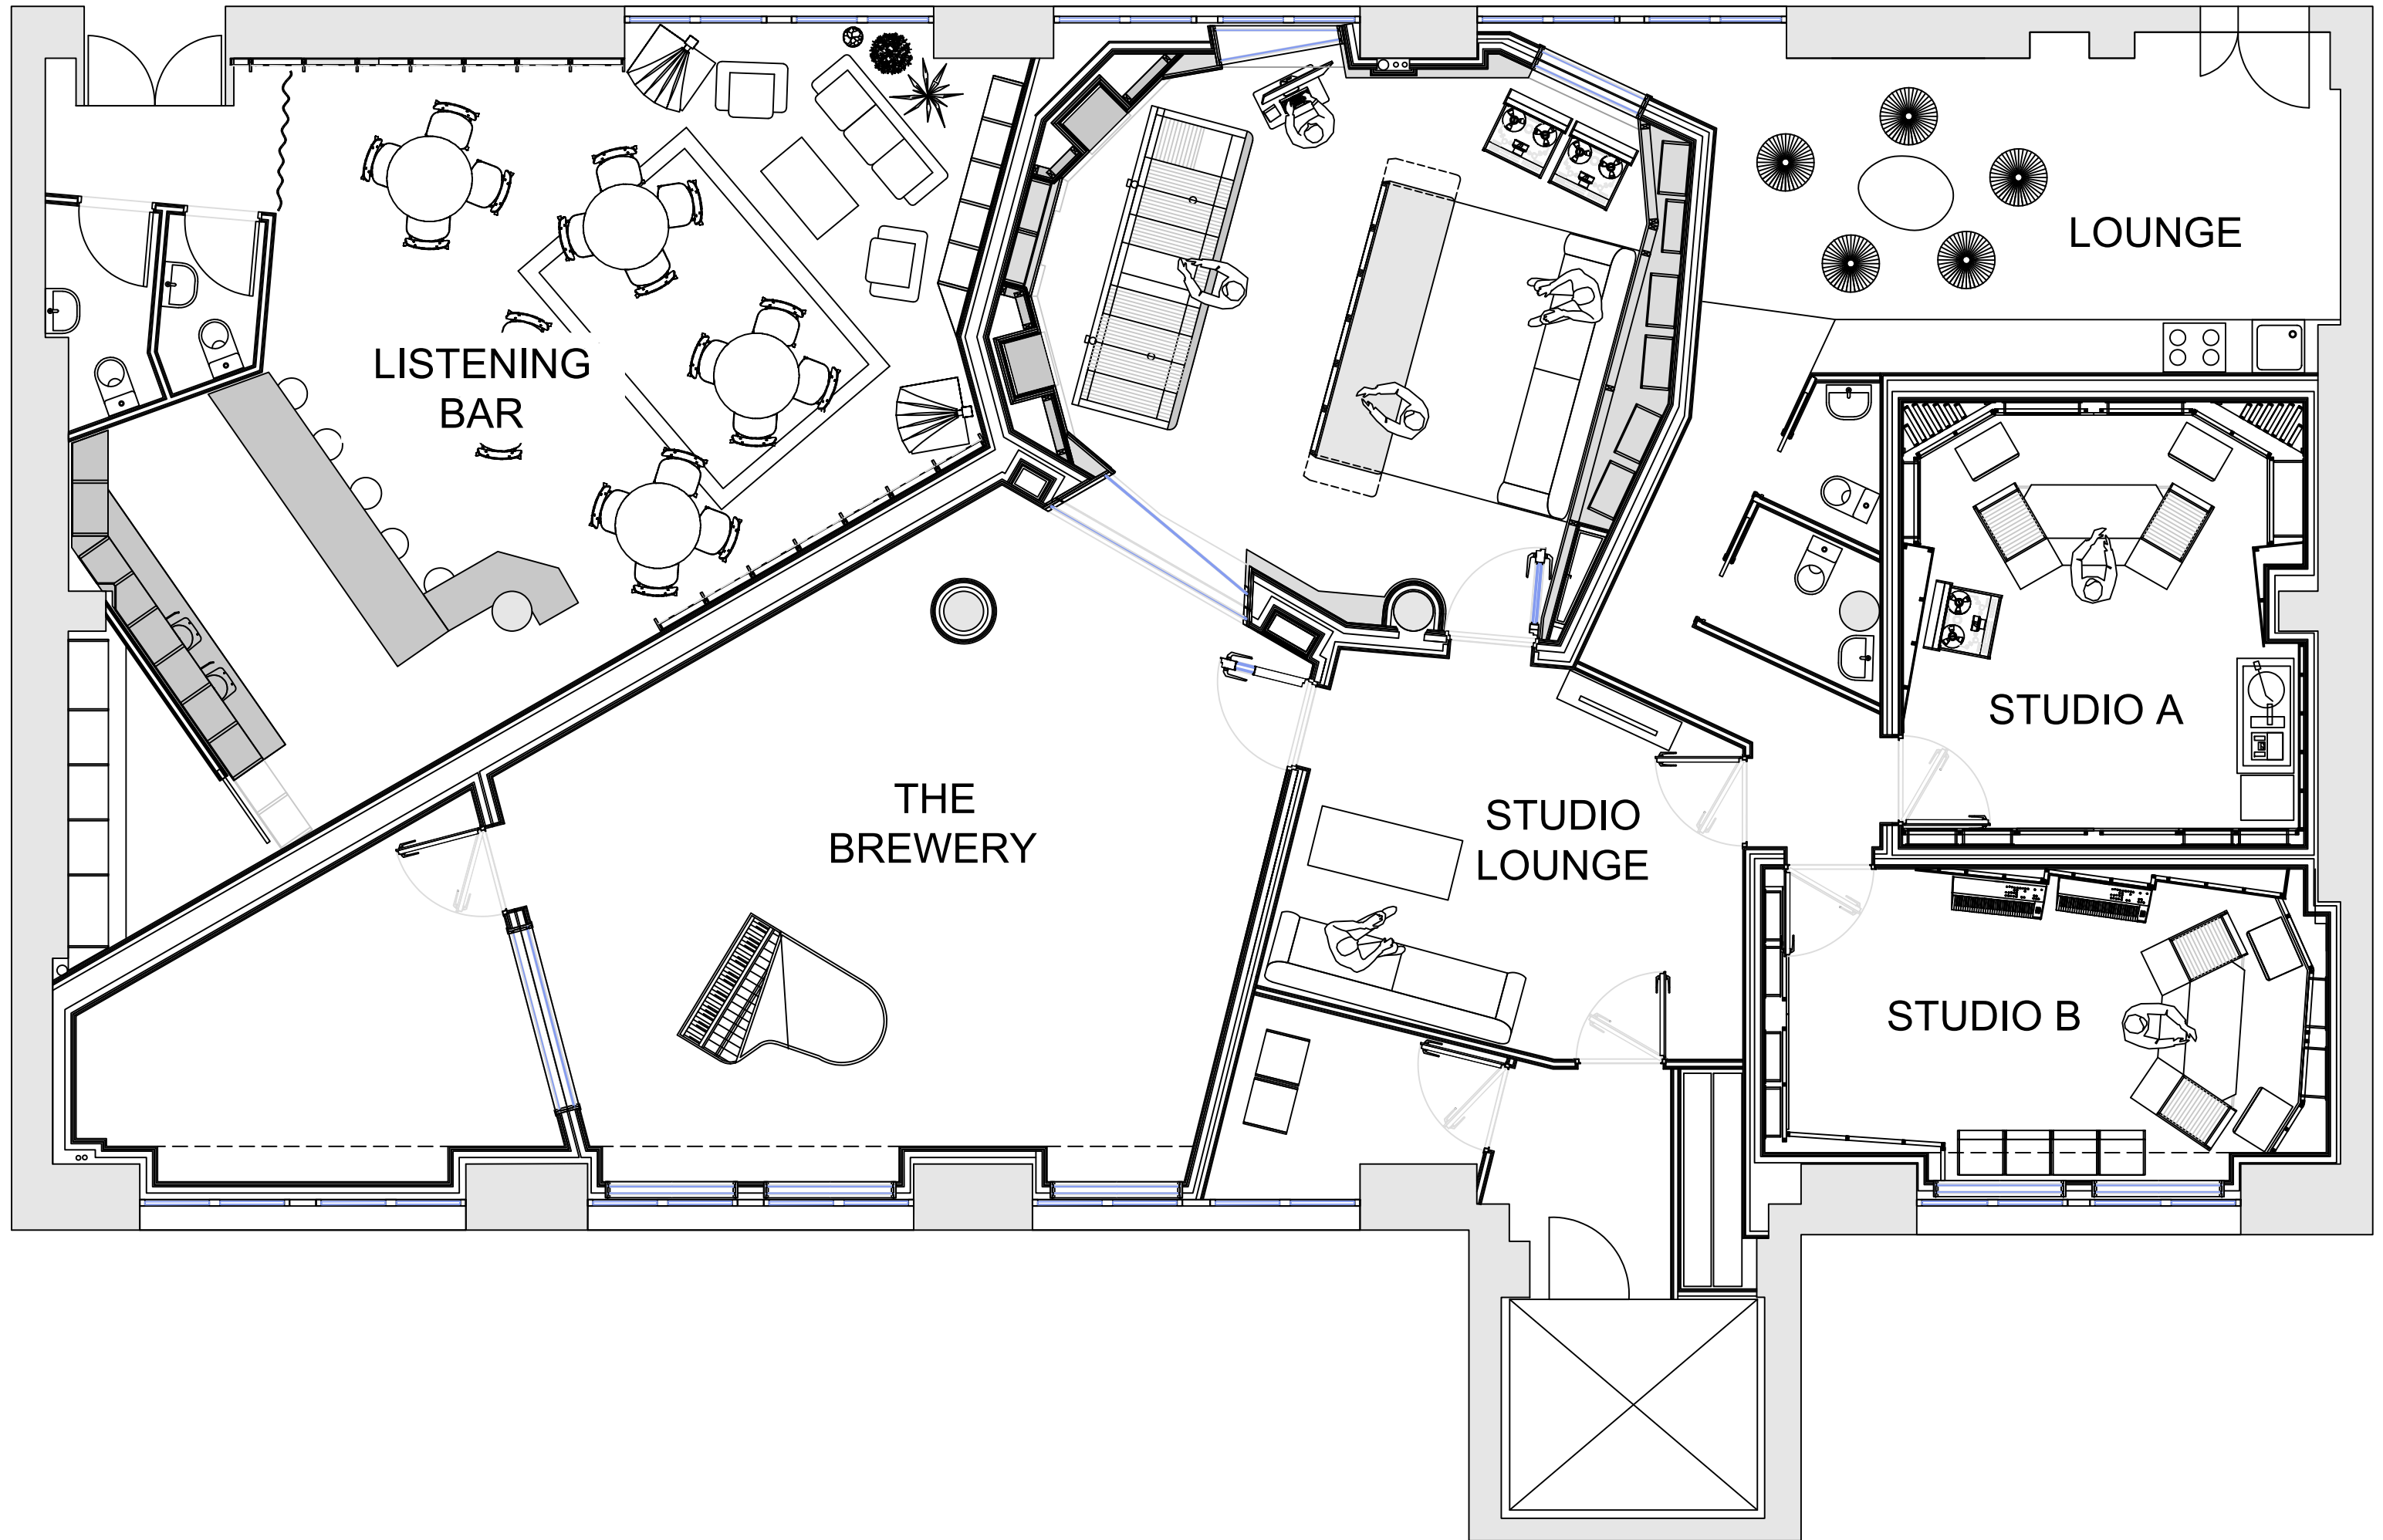 LOUNGE
LISTENING
BAR
STUDIO A
THE
BREWERY
STUDIO
LOUNGE
STUDIO B